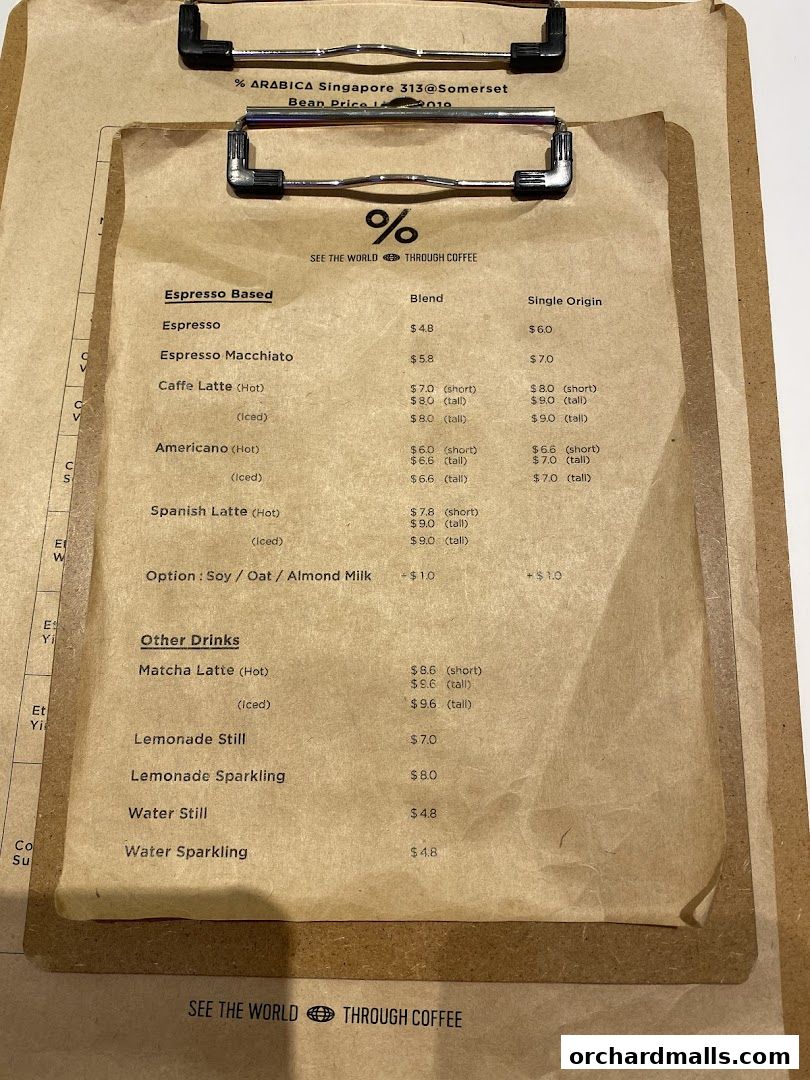 % ARABICA Singapore 313@Somerset
Bean Price 2019
%
SEE THE WORLD THROUGH COFFEE
Espresso Based Blend Single Origin
Espresso $4.8 $6.0
Espresso Macchiato $5.8 $7.0
Caffe Latte (Hot) $7.0 (short) $8.0 (short)
$8.0 (tall) $9.0 (tall)
(Iced) $8.0 (tall) $9.0 (tall)
Americano (Hot) $6.0 (short) $6.6 (short)
$6.6 (tall) $7.0 (tall)
(Iced) $6.6 (tall) $7.0 (tall)
Spanish Latte (Hot) $7.8 (short)
$9.0 (tall)
(Iced) $9.0 (tall)
Option : Soy / Oat / Almond Milk +$1.0 +$1.0
Other Drinks
Matcha Latte (Hot) $8.6 (short)
$9.6 (tall)
(Iced) $9.6 (tall)
Lemonade Still $7.0
Lemonade Sparkling $8.0
Water Still $4.8
Water Sparkling $4.8
SEE THE WORLD THROUGH COFFEE
orchardmalls.com